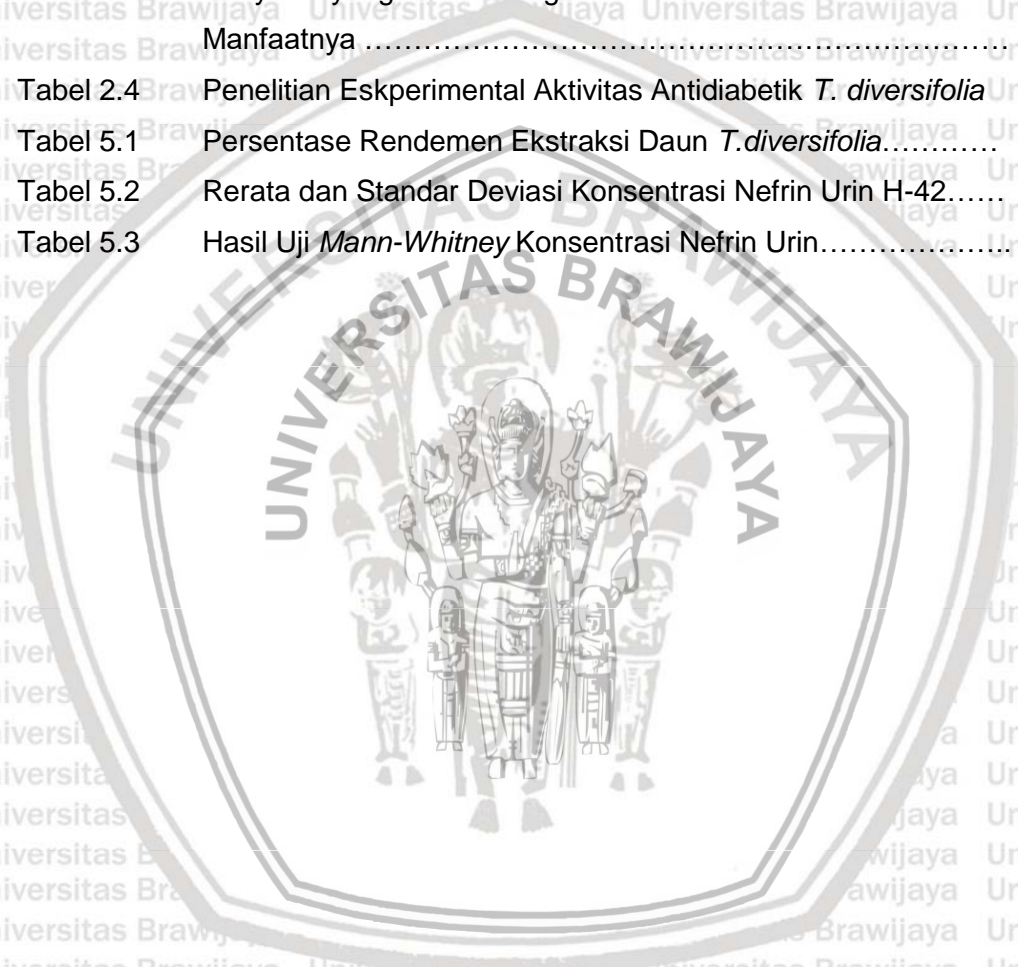 Manfaatnya ……………………………………………………………
Tabel 2.4 Penelitian Eskperimental Aktivitas Antidiabetik T. diversifolia
Tabel 5.1 Persentase Rendemen Ekstraksi Daun T.diversifolia…………
Tabel 5.2 Rerata dan Standar Deviasi Konsentrasi Nefrin Urin H-42……
Tabel 5.3 Hasil Uji Mann-Whitney Konsentrasi Nefrin Urin………………..
UNIVERSITAS BRAWIJAYA
UNIVERSITAS BRAWIJAYA